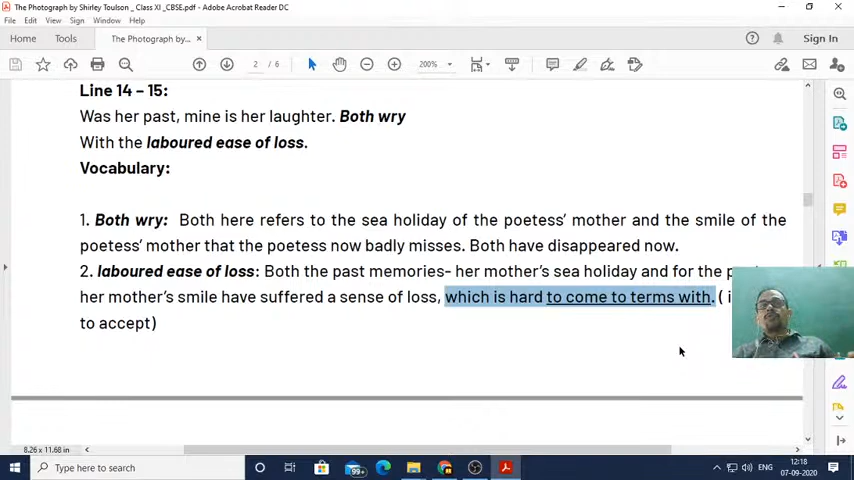 The Photograph by Shirley Toulson _ Class XI _CBSE.pdf - Adobe Acrobat Reader DC
File Edit View Sign Window Help
Home Tools The Photograph by... × Sign In
2 / 6 200%
Line 14 – 15:
Was her past, mine is her laughter. Both wry
With the laboured ease of loss.
Vocabulary:
1. Both wry: Both here refers to the sea holiday of the poetess' mother and the smile of the
poetess' mother that the poetess now badly misses. Both have disappeared now.
2. laboured ease of loss: Both the past memories- her mother's sea holiday and for the
her mother's smile have suffered a sense of loss, which is hard to come to terms with. (
to accept)
8.26 x 11.68 in
Type here to search
99+
ENG
12:18
07-09-2020